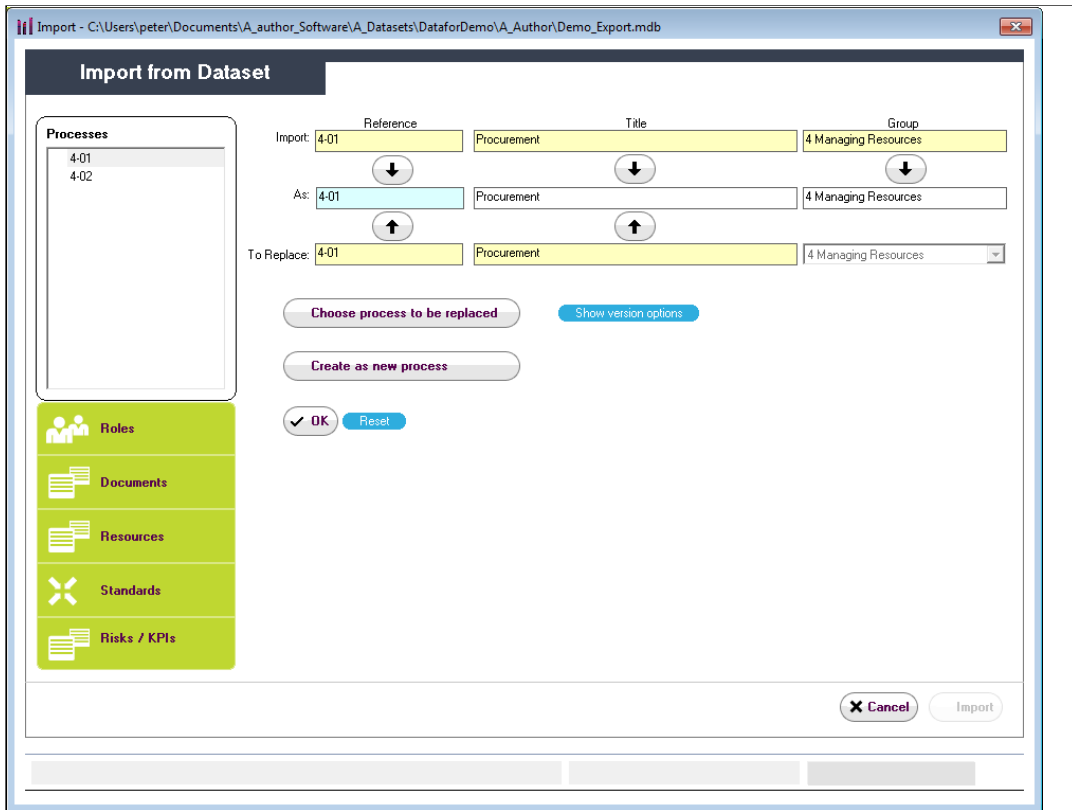 Import - C:\Users\peter\Documents\A_author_Software\A_Datasets\DataforDemo\A_Author\Demo_Export.mdb
Import from Dataset
Processes
4-01
4-02
Reference Title Group
Import: 4-01 Procurement 4 Managing Resources
As: 4-01 Procurement 4 Managing Resources
To Replace: 4-01 Procurement 4 Managing Resources
Choose process to be replaced Show version options
Create as new process
OK Reset
Roles
Documents
Resources
Standards
Risks / KPIs
Cancel Import